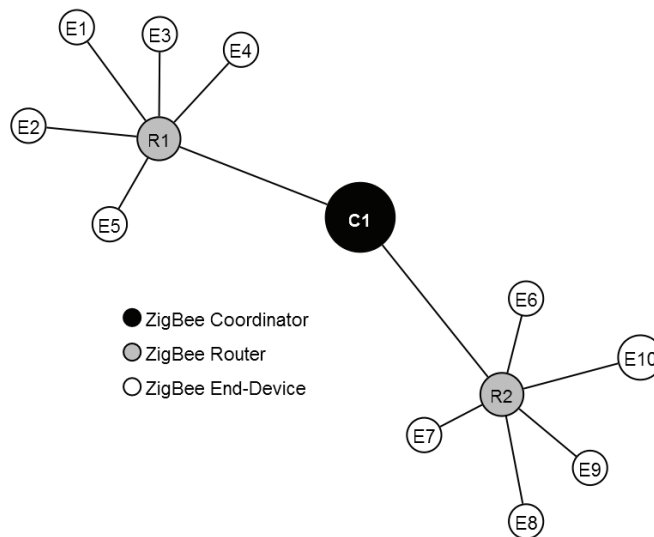 E1
E3
E4
E2
R1
E5
C1
E6
ZigBee Coordinator
ZigBee Router
E10
ZigBee End-Device
R2
E7
E9
E8